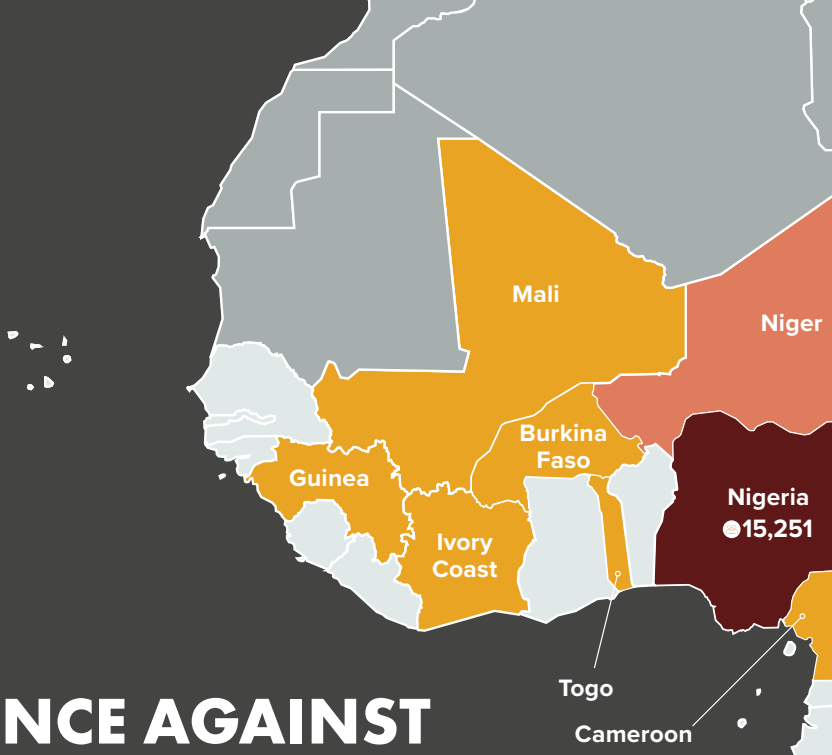 Mali
Niger
Burkina
Faso
Guinea
Nigeria
15,251
Ivory
Coast
Togo
Cameroon
NCE AGAINST